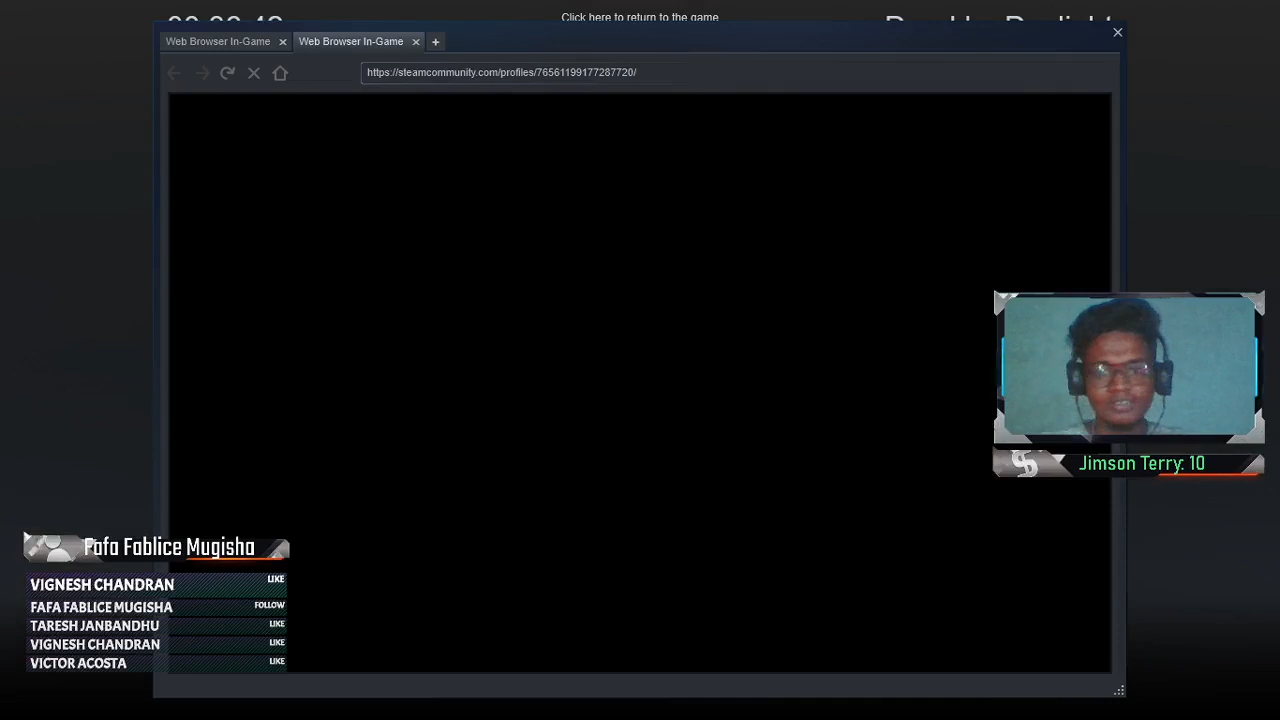 Click here to return to the game
Web Browser In-Game
Web Browser In-Game
https://steamcommunity.com/profiles/76561199177287720/
Jimson Terry: 10
Fafa Fablice Mugisha
VIGNESH CHANDRAN LIKE
FAFA FABLICE MUGISHA FOLLOW
TARESH JANBANDHU LIKE
VIGNESH CHANDRAN LIKE
VICTOR ACOSTA LIKE